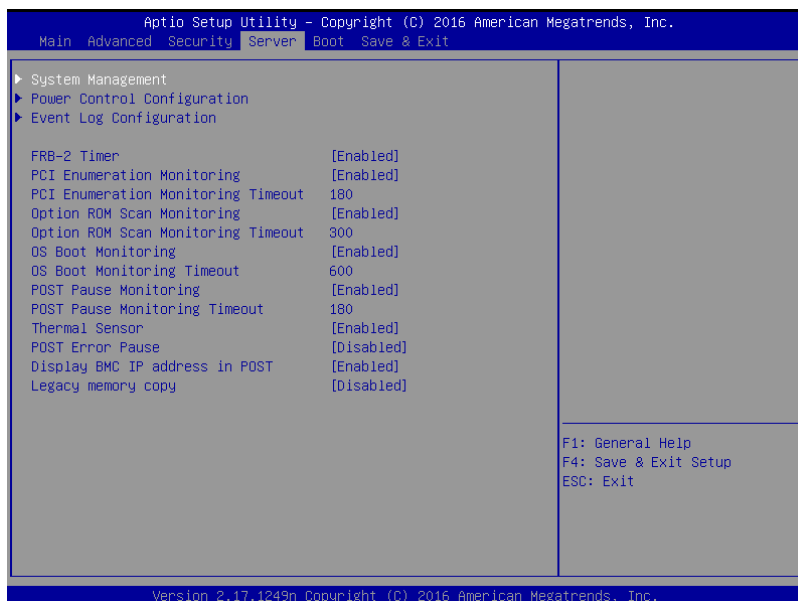 Aptio Setup Utility – Copyright (C) 2016 American Megatrends, Inc.
Main Advanced Security Server Boot Save & Exit
System Management
Power Control Configuration
Event Log Configuration
FRB-2 Timer [Enabled]
PCI Enumeration Monitoring [Enabled]
PCI Enumeration Monitoring Timeout 180
Option ROM Scan Monitoring [Enabled]
Option ROM Scan Monitoring Timeout 300
OS Boot Monitoring [Enabled]
OS Boot Monitoring Timeout 600
POST Pause Monitoring [Enabled]
POST Pause Monitoring Timeout 180
Thermal Sensor [Enabled]
POST Error Pause [Disabled]
Display BMC IP address in POST [Enabled]
Legacy memory copy [Disabled]
F1: General Help
F4: Save & Exit Setup
ESC: Exit
Version 2.17.1249n Copyright (C) 2016 American Megatrends, Inc.